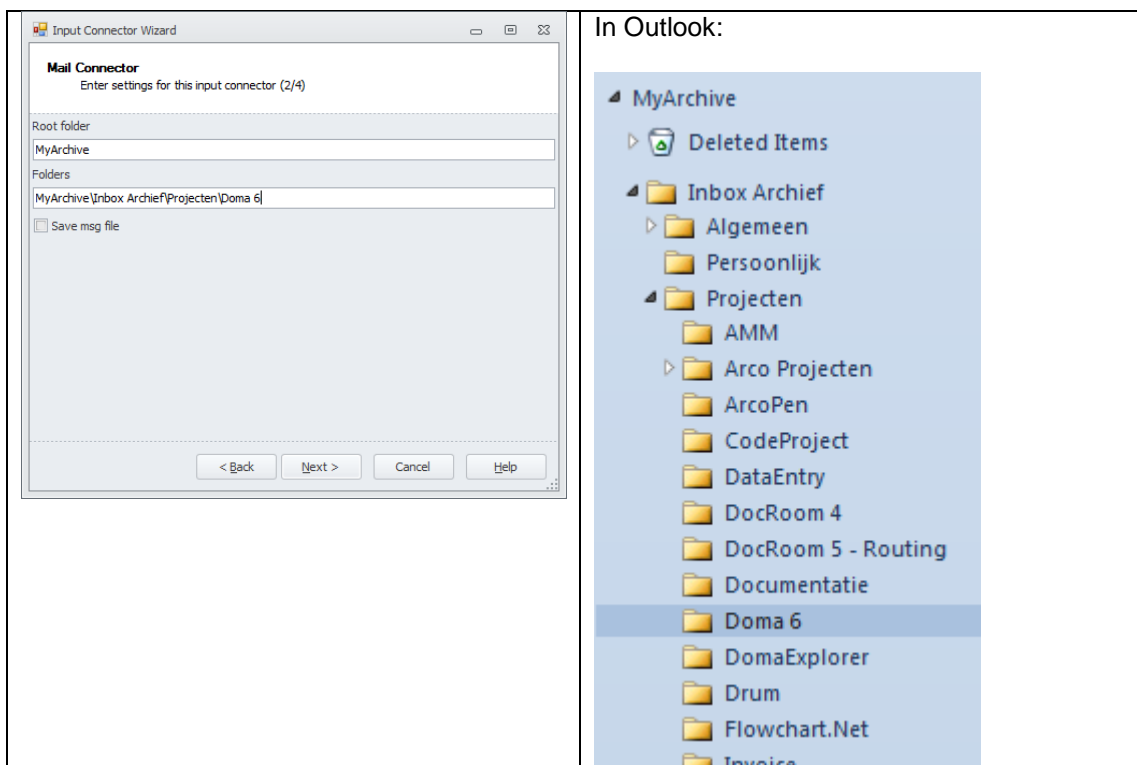 Input Connector Wizard
Mail Connector
Enter settings for this input connector (2/4)
Root folder
MyArchive
Folders
MyArchive\Inbox Archief\Projecten\Doma 6
Save msg file
< Back Next > Cancel Help
In Outlook:
MyArchive
Deleted Items
Inbox Archief
Algemeen
Persoonlijk
Projecten
AMM
Arco Projecten
ArcoPen
CodeProject
DataEntry
DocRoom 4
DocRoom 5 - Routing
Documentatie
Doma 6
DomaExplorer
Drum
Flowchart.Net
Invoice